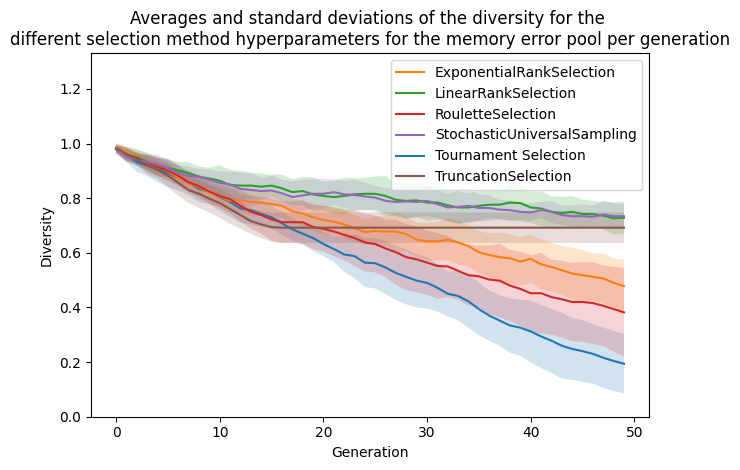 Averages and standard deviations of the diversity for the
different selection method hyperparameters for the memory error pool per generation
ExponentialRankSelection
LinearRankSelection
RouletteSelection
StochasticUniversalSampling
Tournament Selection
TruncationSelection
Diversity
1.2
1.0
0.8
0.6
0.4
0.2
0.0
0 10 20 30 40 50
Generation